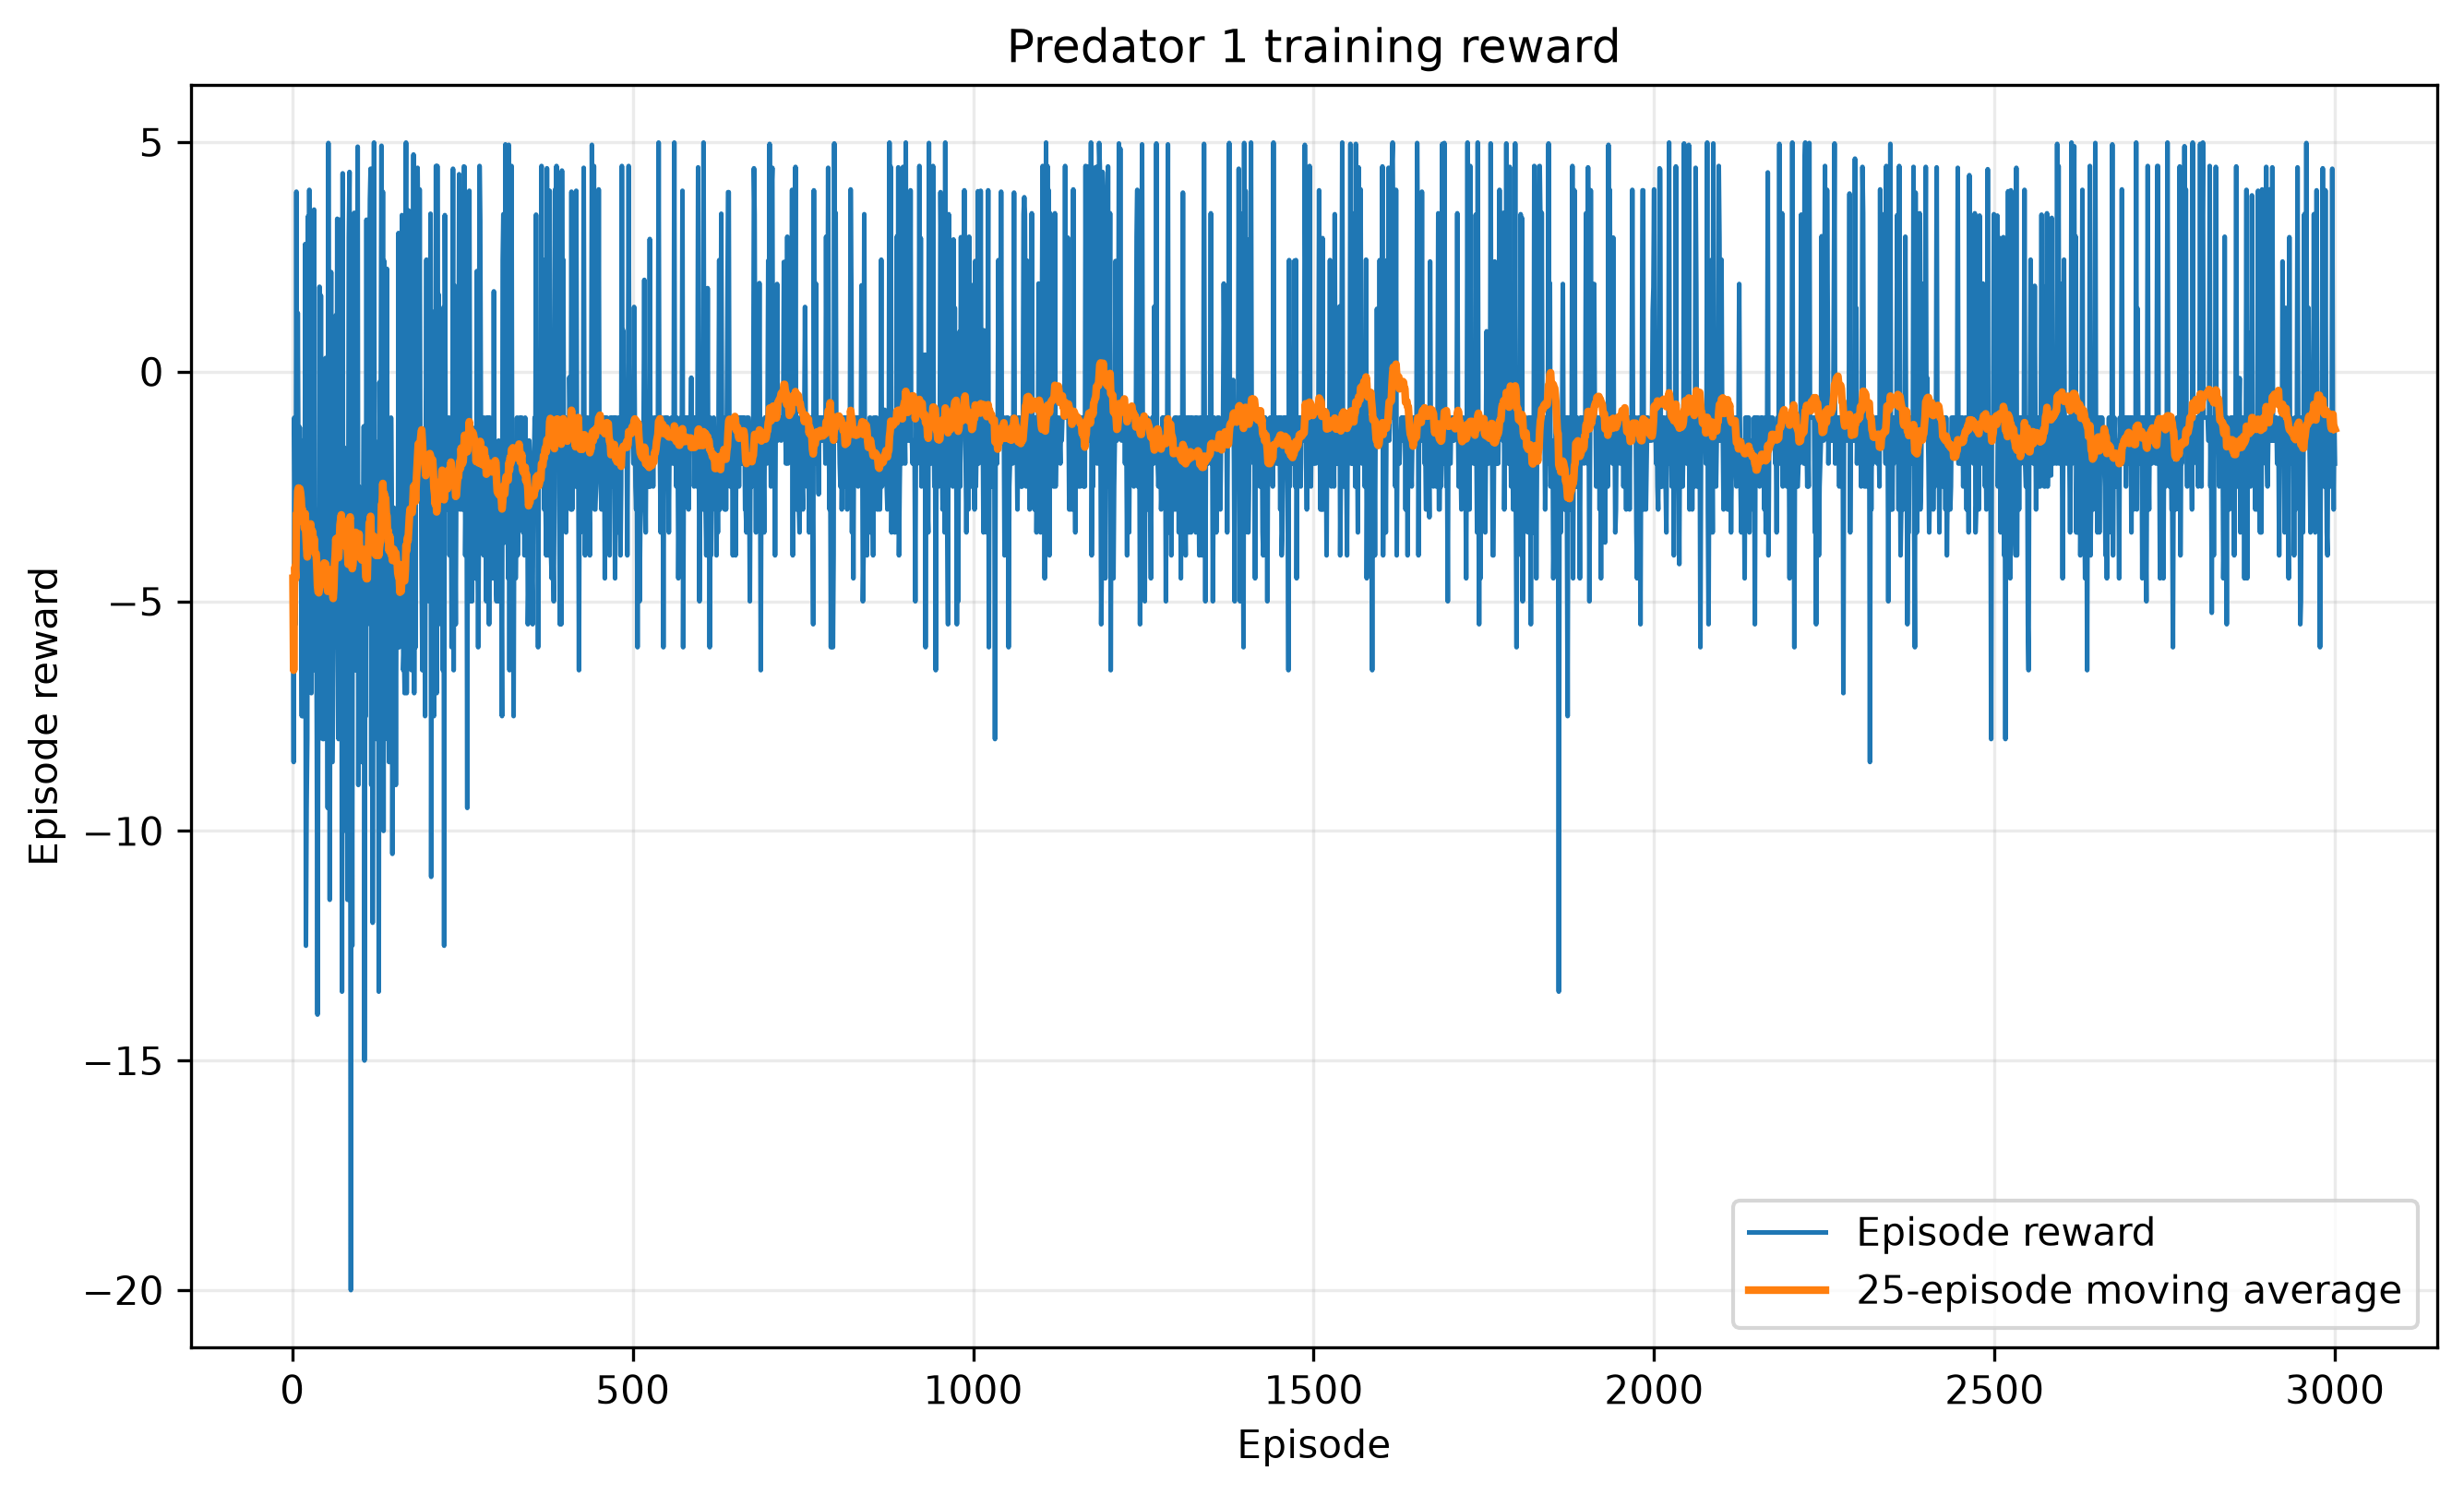 Predator 1 training reward
5
0
−5
−10
−15
−20
Episode reward
0 500 1000 1500 2000 2500 3000
Episode
Episode reward
25-episode moving average